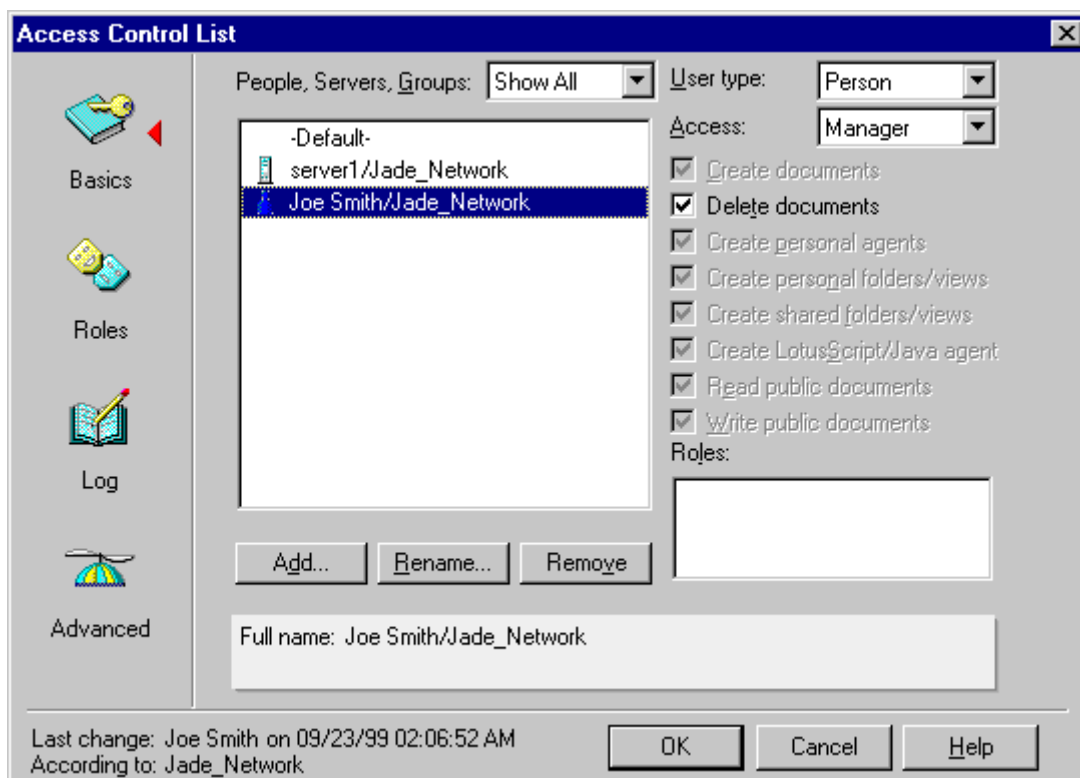 Access Control List
Basics
Roles
Log
Advanced
People, Servers, Groups: Show All
-Default-
server1/Jade_Network
Joe Smith/Jade_Network
Add... Rename... Remove
User type: Person
Access: Manager
Create documents
Delete documents
Create personal agents
Create personal folders/views
Create shared folders/views
Create LotusScript/Java agent
Read public documents
Write public documents
Roles:
Full name: Joe Smith/Jade_Network
Last change: Joe Smith on 09/23/99 02:06:52 AM
According to: Jade_Network
OK Cancel Help